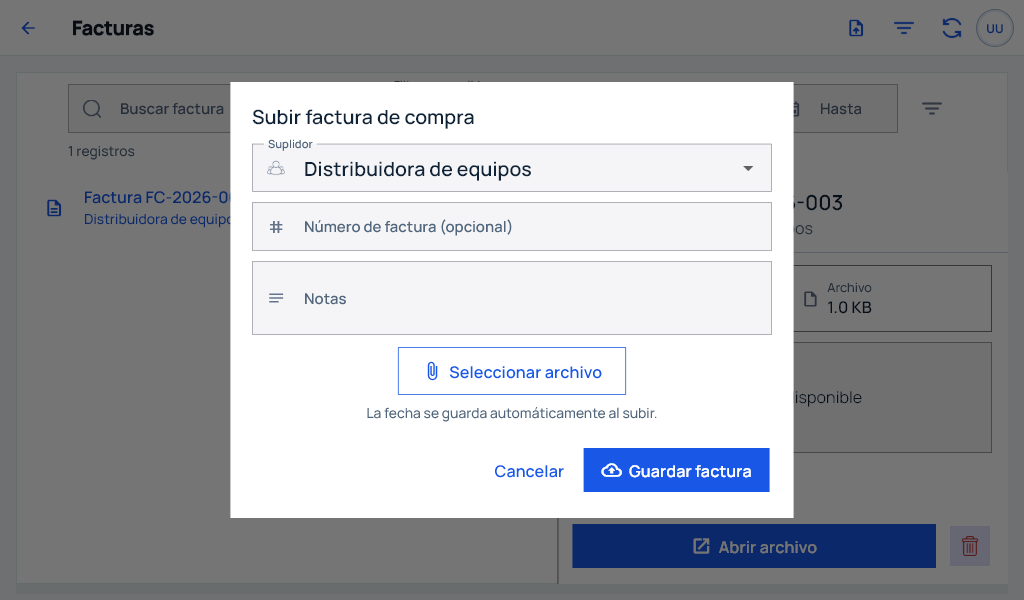 Facturas
UU
Buscar factura
Hasta
1 registros
Factura FC-2026-0
Distribuidora de equipo
-003
Archivo
1.0 KB
Abrir archivo
Subir factura de compra
Suplidor
Distribuidora de equipos
Número de factura (opcional)
Notas
Seleccionar archivo
La fecha se guarda automáticamente al subir.
Cancelar
Guardar factura